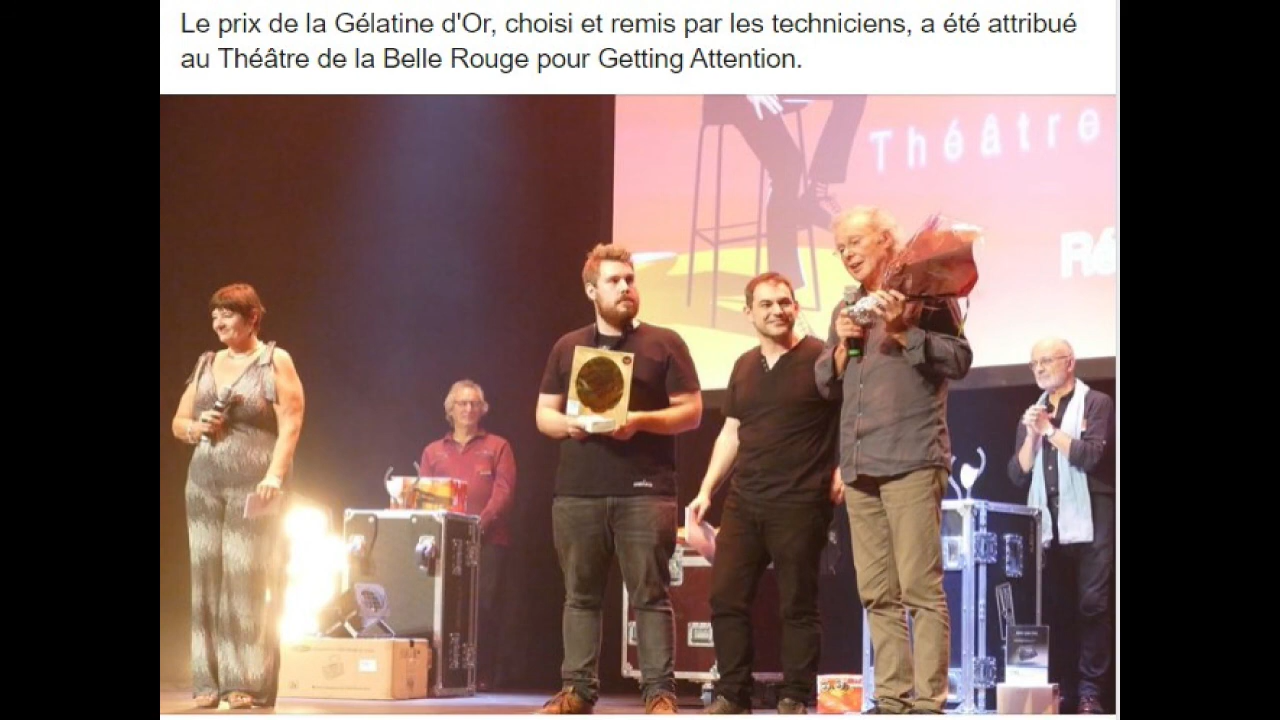 Le prix de la Gélatine d'Or, choisi et remis par les techniciens, a été attribué
au Théâtre de la Belle Rouge pour Getting Attention.
Théâtre
Ré